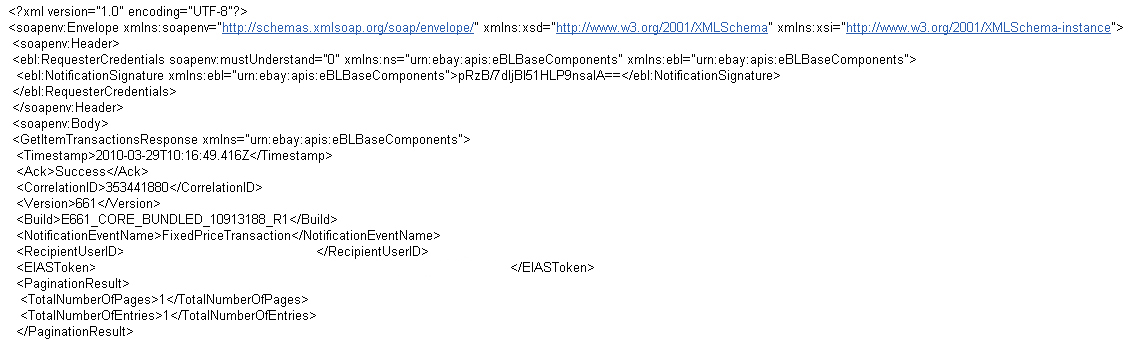 <?xml version="1.0" encoding="UTF-8"?>
<soapenv:Envelope xmlns:soapenv="http://schemas.xmlsoap.org/soap/envelope/" xmlns:xsd="http://www.w3.org/2001/XMLSchema" xmlns:xsi="http://www.w3.org/2001/XMLSchema-instance">
<soapenv:Header>
<ebl:RequesterCredentials soapenv:mustUnderstand="0" xmlns:ns="urn:ebay:apis:eBLBaseComponents" xmlns:ebl="urn:ebay:apis:eBLBaseComponents">
<ebl:NotificationSignature xmlns:ebl="urn:ebay:apis:eBLBaseComponents">pRzB/7dIjBl51HLP9nsaIA==</ebl:NotificationSignature>
</ebl:RequesterCredentials>
</soapenv:Header>
<soapenv:Body>
<GetItemTransactionsResponse xmlns="urn:ebay:apis:eBLBaseComponents">
<Timestamp>2010-03-29T10:16:49.416Z</Timestamp>
<Ack>Success</Ack>
<CorrelationID>353441880</CorrelationID>
<Version>661</Version>
<Build>E661_CORE_BUNDLED_10913188_R1</Build>
<NotificationEventName>FixedPriceTransaction</NotificationEventName>
<RecipientUserID> </RecipientUserID>
<EIASToken> </EIASToken>
<PaginationResult>
<TotalNumberOfPages>1</TotalNumberOfPages>
<TotalNumberOfEntries>1</TotalNumberOfEntries>
</PaginationResult>